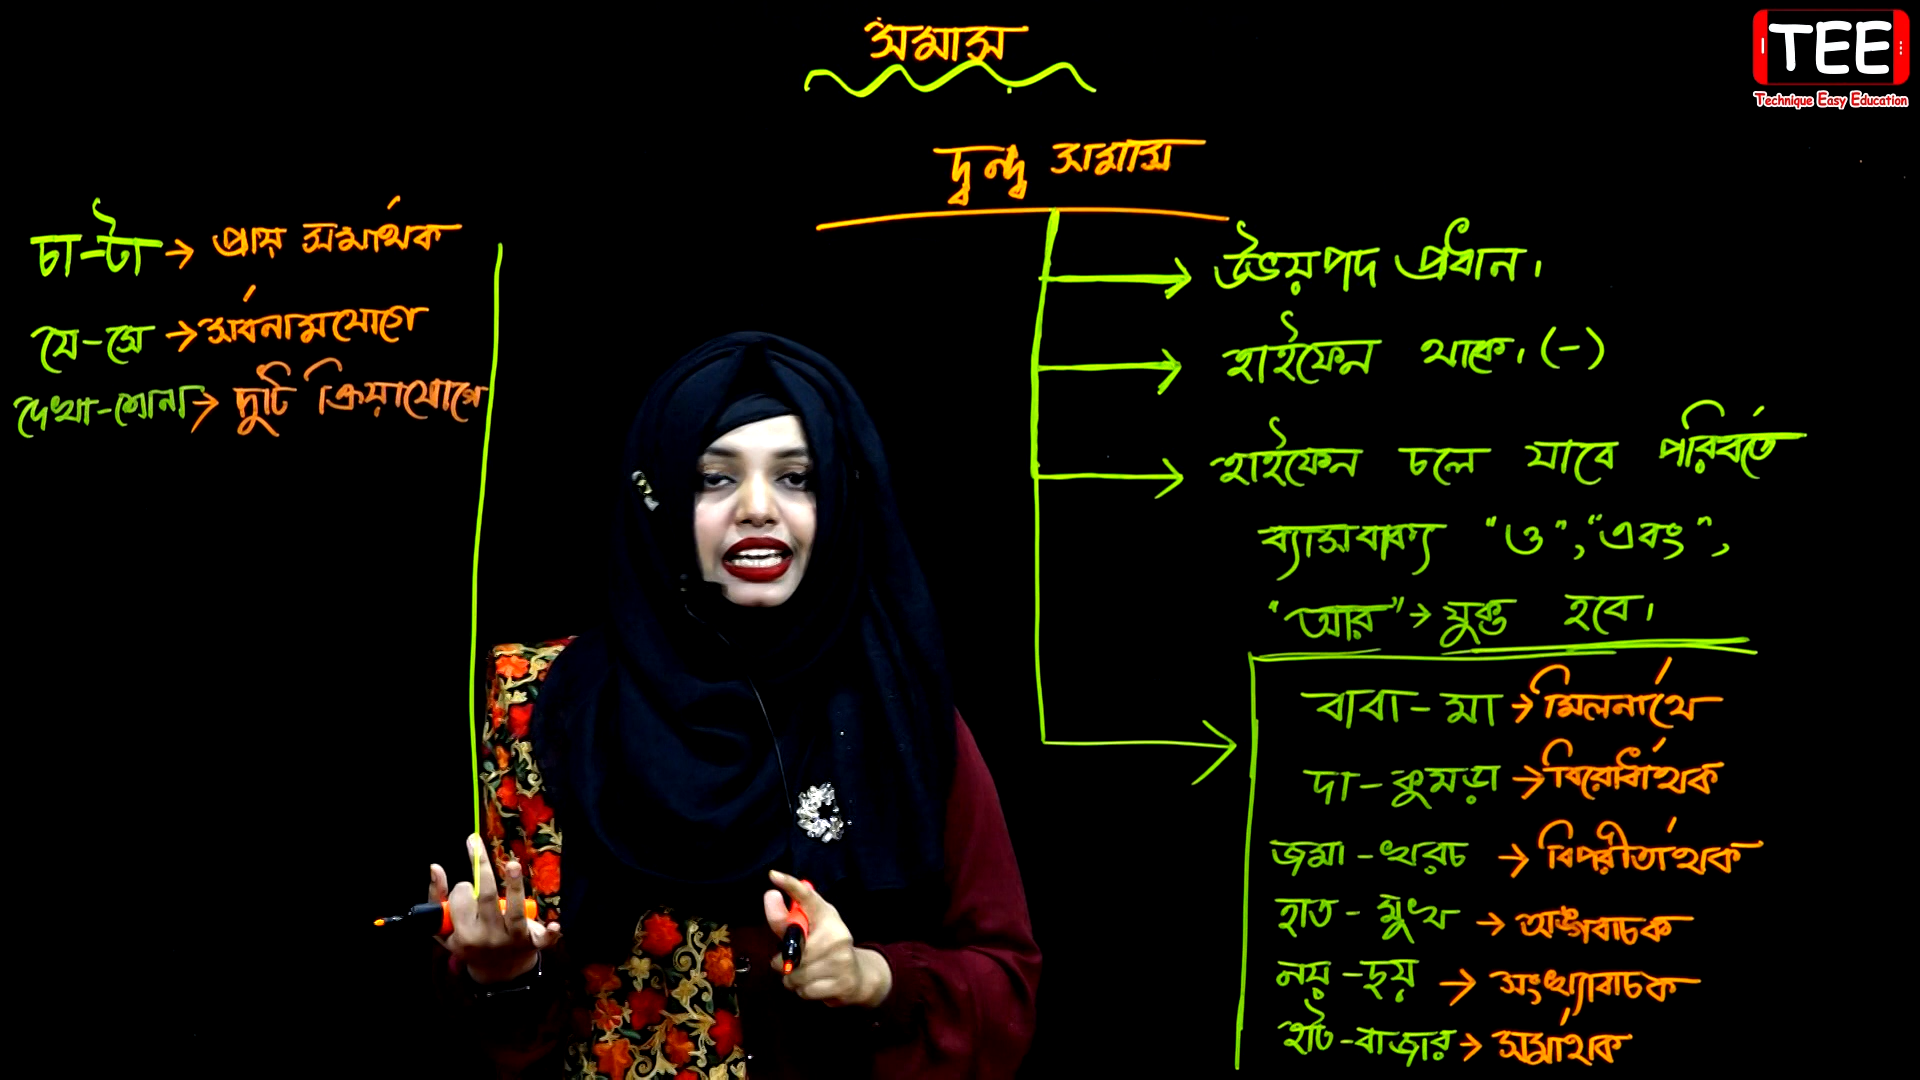 সমাস
TEE
Technique Easy Education
দ্বন্দ্ব সমাস
চা-টা → প্রায় সমার্থক
যে-সে → সর্বনামযোগে
দেখা-শোনা → দুটি ক্রিয়াযোগে
উভয়পদ প্রধান।
হাইফেন থাকে। (-)
হাইফেন চলে যাবে পরিবর্তে
ব্যাসবাক্য "ও", "এবং",
"আর" → যুক্ত হবে।
বাবা - মা → মিলনার্থে
দা - কুমড়া → বিরোর্ধাথক
জমা - খরচ → বিপরীর্তাথক
হাত - মুখ → অঙ্গবাচক
নয় - ছয় → সংখ্যাবাচক
হাট - বাজার → সর্মাথক